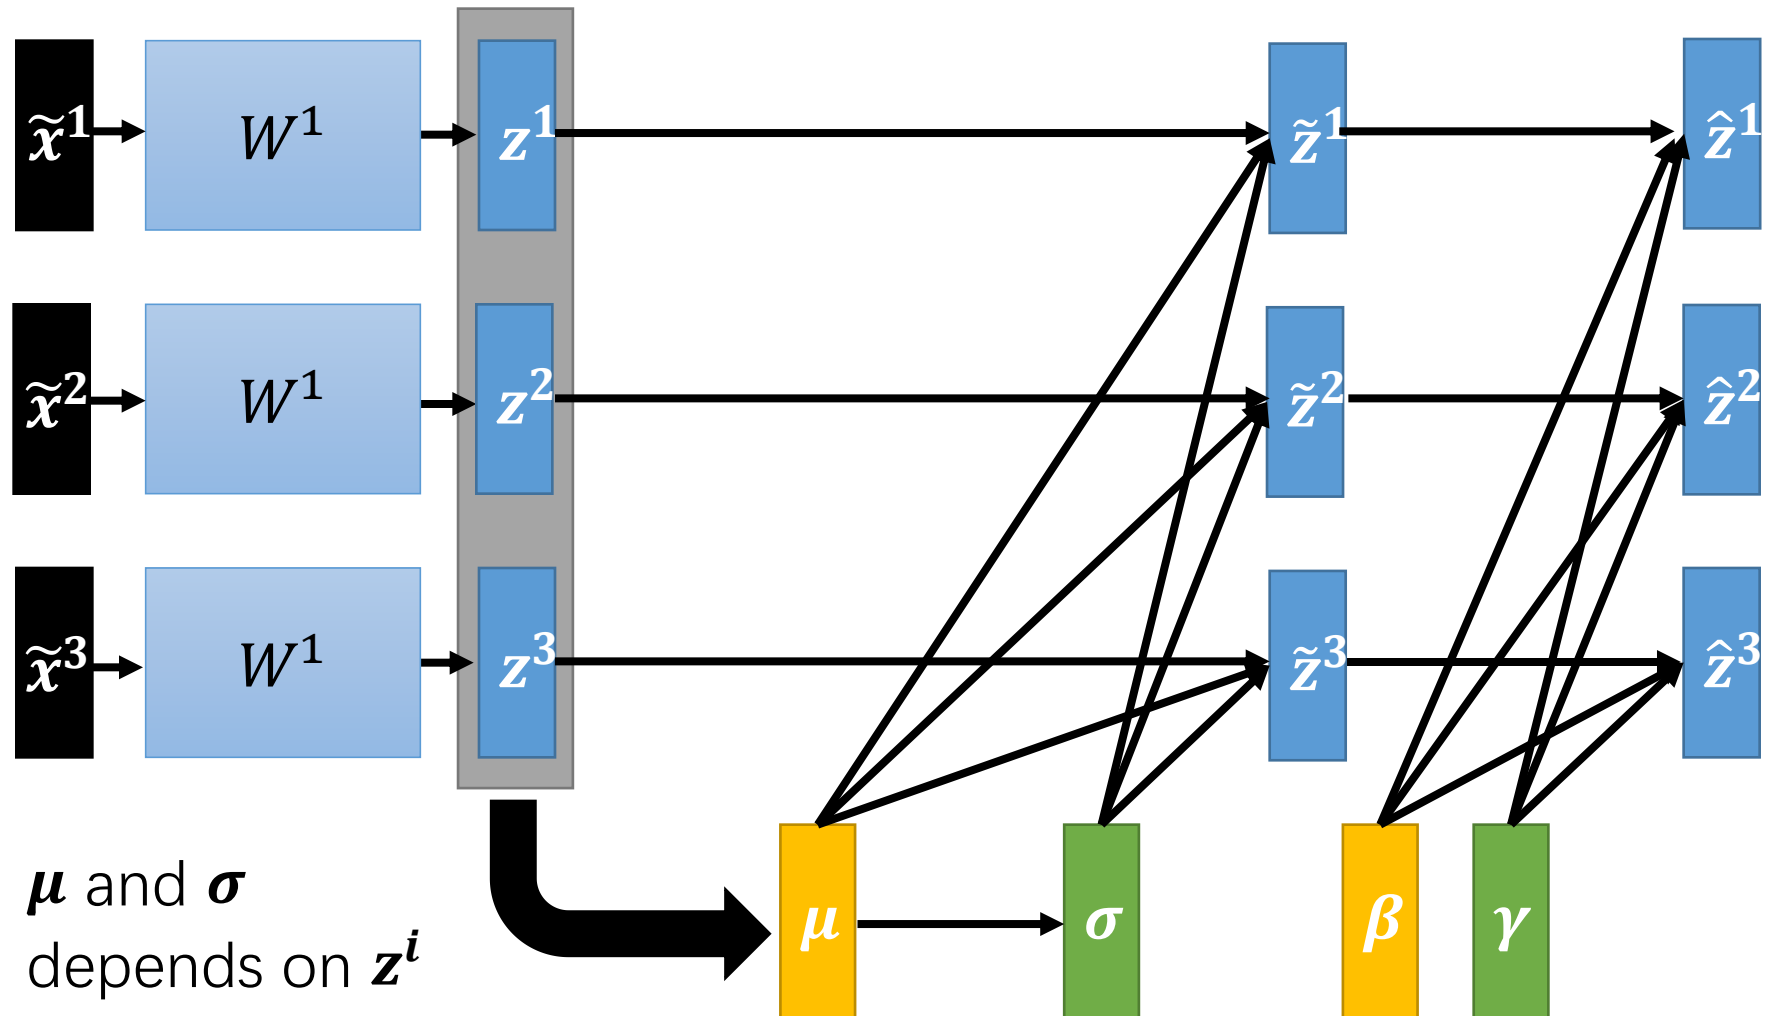 x̃¹ W¹ z¹ z̃¹ ẑ¹
x̃² W¹ z² z̃² ẑ²
x̃³ W¹ z³ z̃³ ẑ³
μ σ β γ
μ and σ
depends on zⁱ